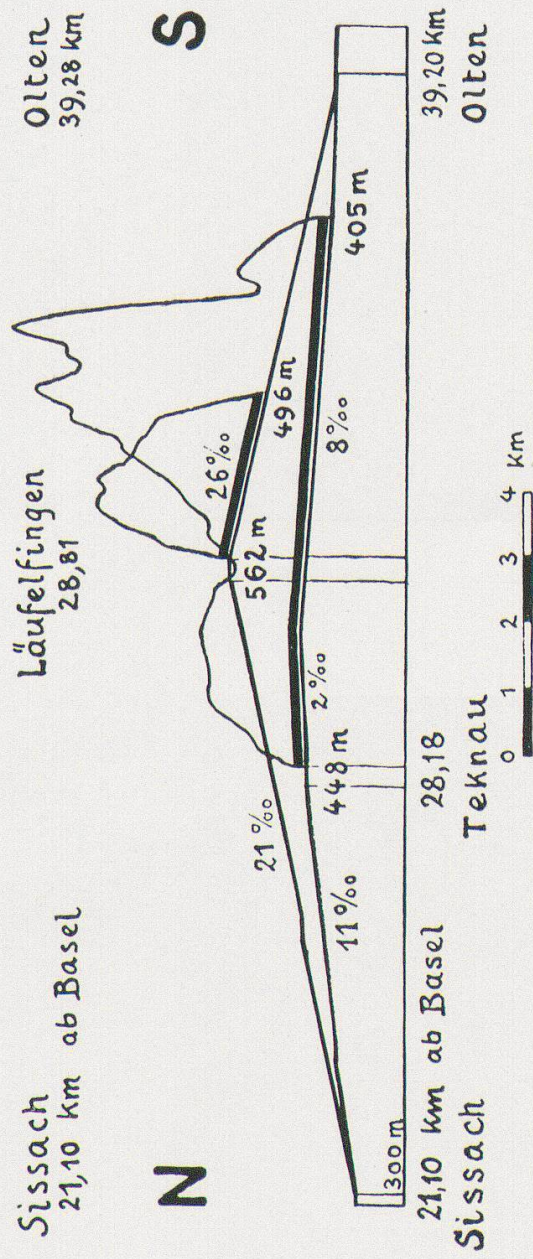 Sissach
21,10 km ab Basel
Läufelfingen
28,81
Olten
39,28 km
N
S
21‰
26‰
562 m
496 m
11‰
448 m
2‰
8‰
405 m
300 m
21,10 km ab Basel
Sissach
28,18
Teknau
39,20 km
Olten
0 1 2 3 4 km